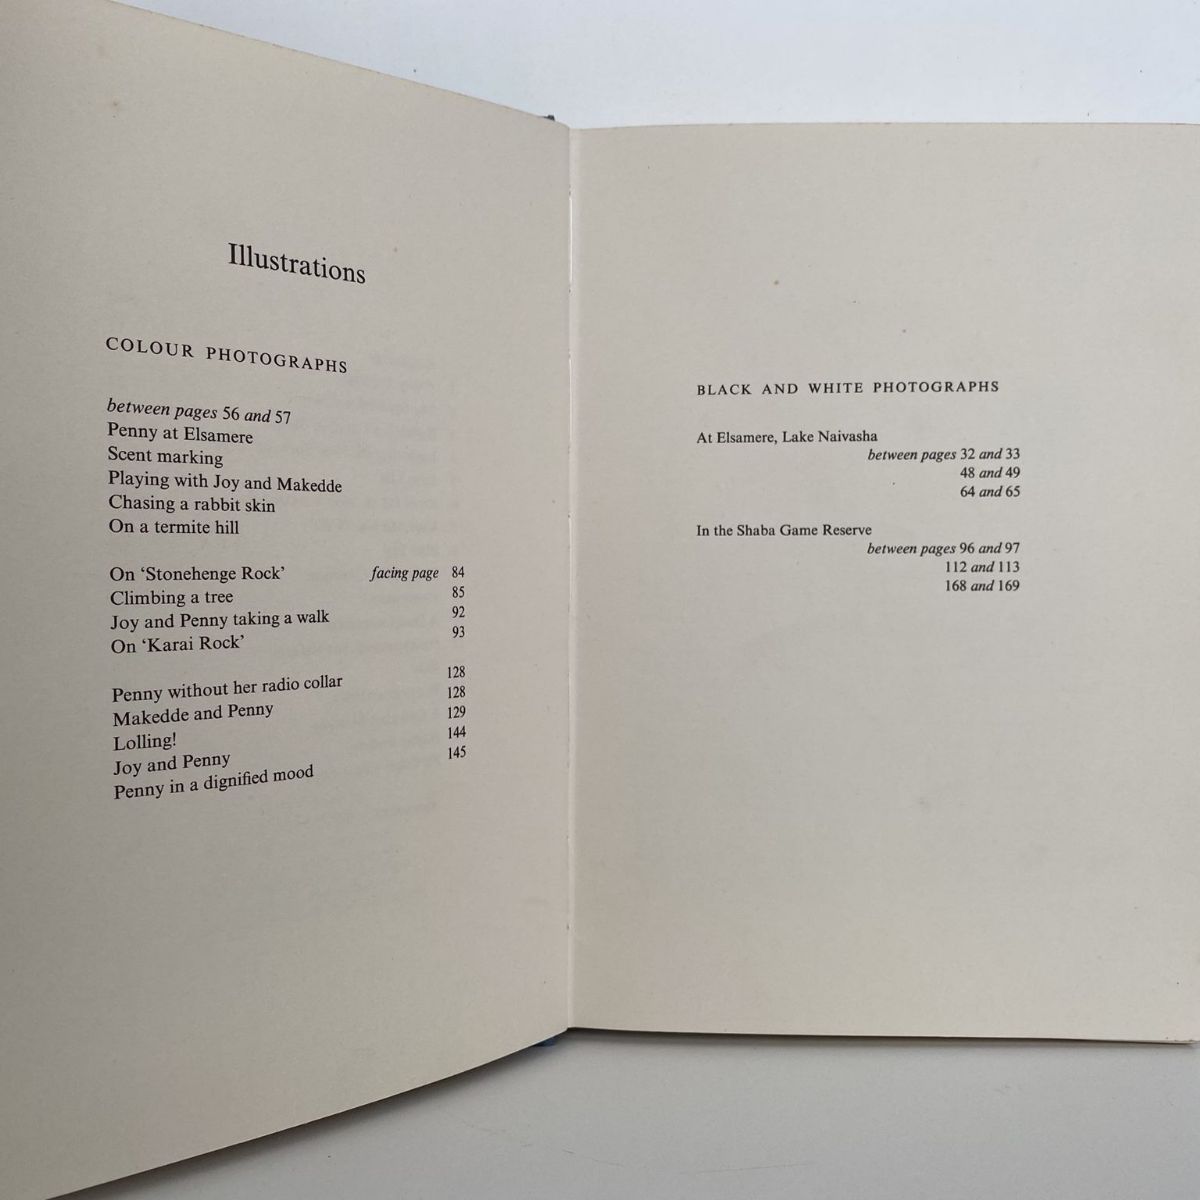 Illustrations
COLOUR PHOTOGRAPHS
between pages 56 and 57
Penny at Elsamere
Scent marking
Playing with Joy and Makedde
Chasing a rabbit skin
On a termite hill
On ‘Stonehenge Rock’ facing page 84
Climbing a tree 85
Joy and Penny taking a walk 92
On ‘Karai Rock’ 93
Penny without her radio collar 128
Makedde and Penny 128
Lolling! 129
Joy and Penny 144
Penny in a dignified mood 145
BLACK AND WHITE PHOTOGRAPHS
At Elsamere, Lake Naivasha
between pages 32 and 33
48 and 49
64 and 65
In the Shaba Game Reserve
between pages 96 and 97
112 and 113
168 and 169